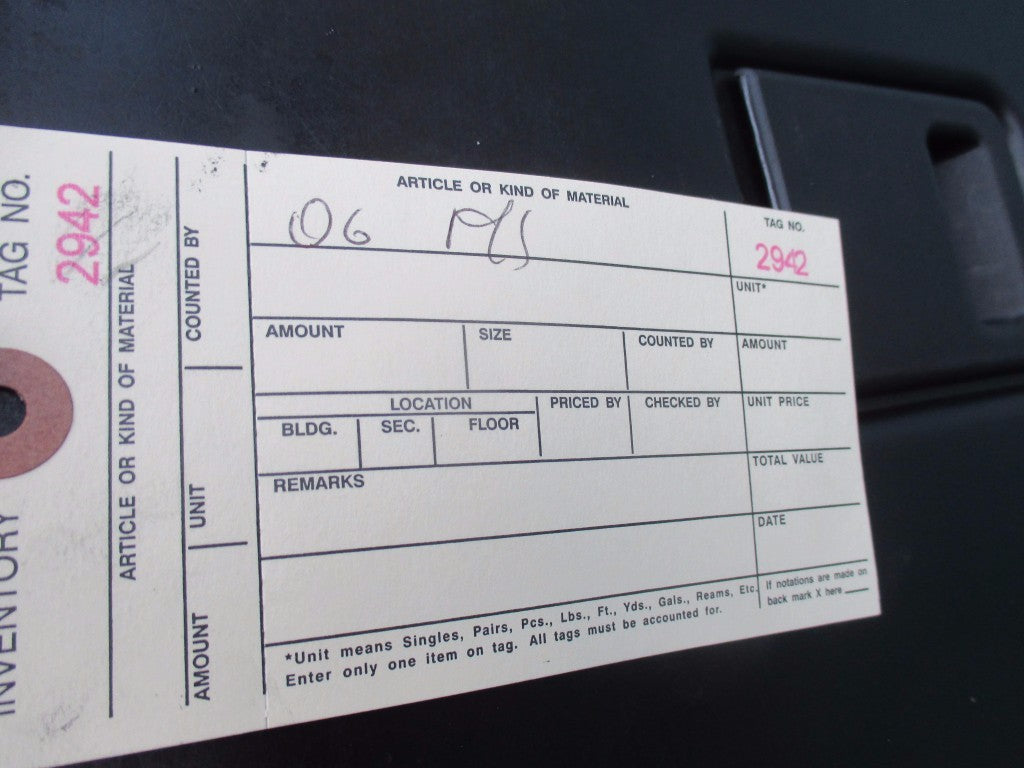 INVENTORY
TAG NO.
2942
ARTICLE OR KIND OF MATERIAL
COUNTED BY
UNIT
AMOUNT
ARTICLE OR KIND OF MATERIAL
06
TAG NO.
2942
UNIT*
AMOUNT SIZE COUNTED BY AMOUNT
LOCATION PRICED BY CHECKED BY UNIT PRICE
BLDG. SEC. FLOOR
REMARKS TOTAL VALUE
DATE
*Unit means Singles, Pairs, Pcs., Lbs., Ft., Yds., Gals., Reams, Etc.
Enter only one item on tag. All tags must be accounted for.
If notations are made on
back mark X here